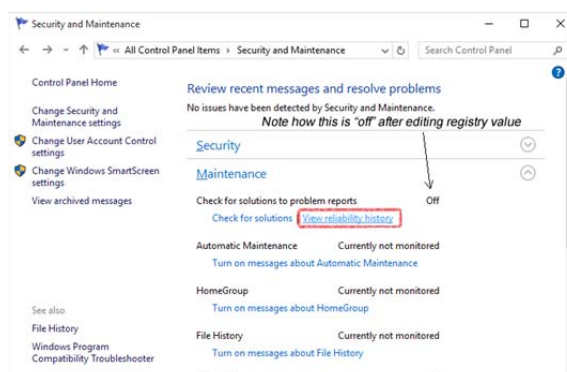 Security and Maintenance
« All Control Panel Items › Security and Maintenance
Search Control Panel
Control Panel Home
Change Security and
Maintenance settings
Change User Account Control
settings
Change Windows SmartScreen
settings
View archived messages
See also
File History
Windows Program
Compatibility Troubleshooter
Review recent messages and resolve problems
No issues have been detected by Security and Maintenance.
Note how this is "off" after editing registry value
Security
Maintenance
Check for solutions to problem reports Off
Check for solutions View reliability history
Automatic Maintenance Currently not monitored
Turn on messages about Automatic Maintenance
HomeGroup Currently not monitored
Turn on messages about HomeGroup
File History Currently not monitored
Turn on messages about File History